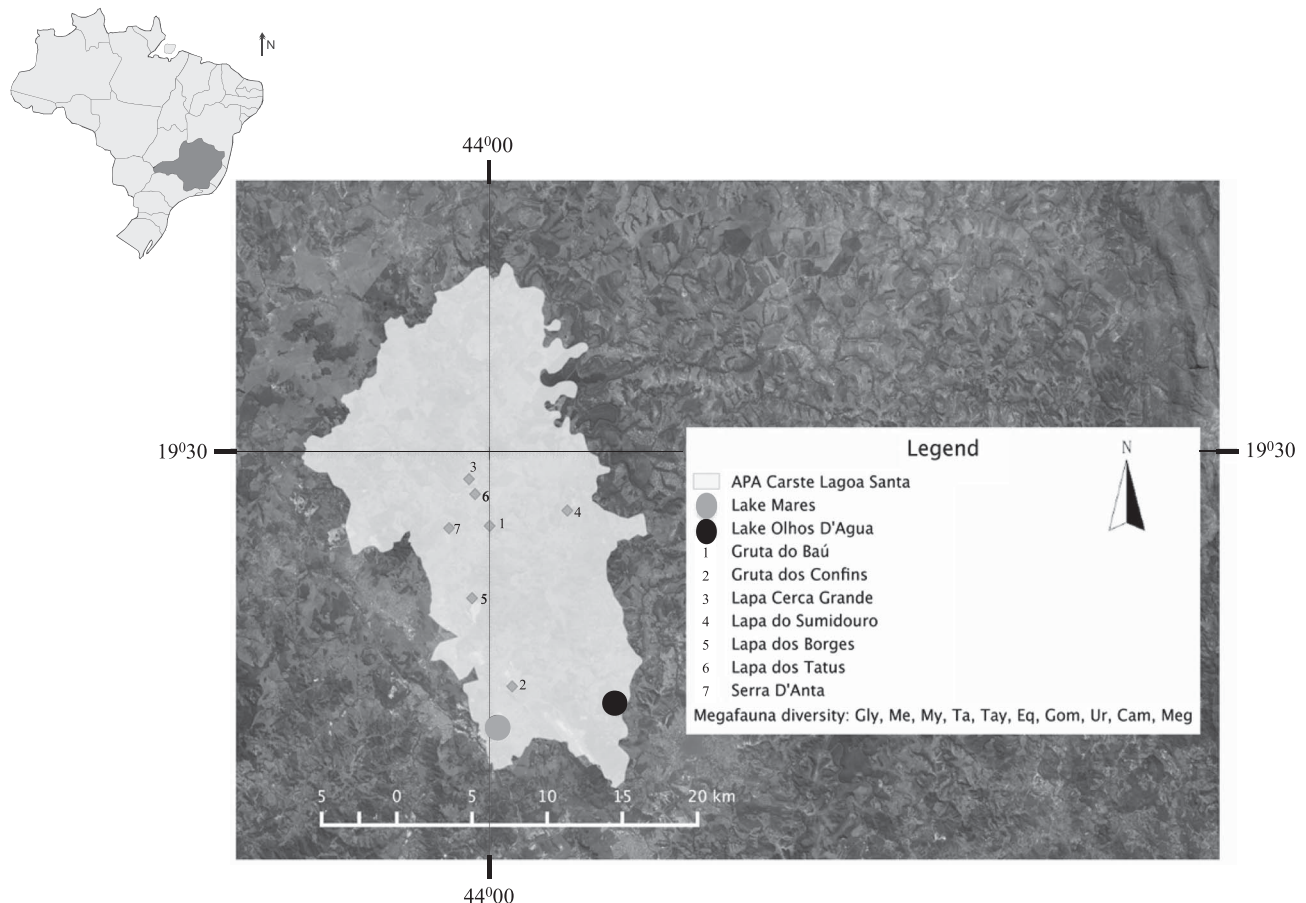 N
44⁰00
19⁰30
19⁰30
3
6
4
7
1
5
2
Legend
N
APA Carste Lagoa Santa
Lake Mares
Lake Olhos D'Agua
1 Gruta do Baú
2 Gruta dos Confins
3 Lapa Cerca Grande
4 Lapa do Sumidouro
5 Lapa dos Borges
6 Lapa dos Tatus
7 Serra D'Anta
Megafauna diversity: Gly, Me, My, Ta, Tay, Eq, Gom, Ur, Cam, Meg
5 0 5 10 15 20 km
44⁰00